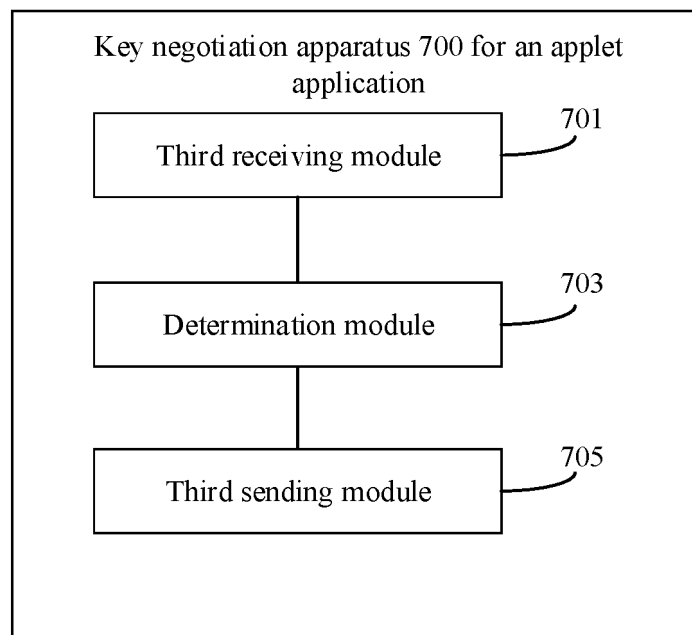 Key negotiation apparatus 700 for an applet
application
701
Third receiving module
703
Determination module
705
Third sending module